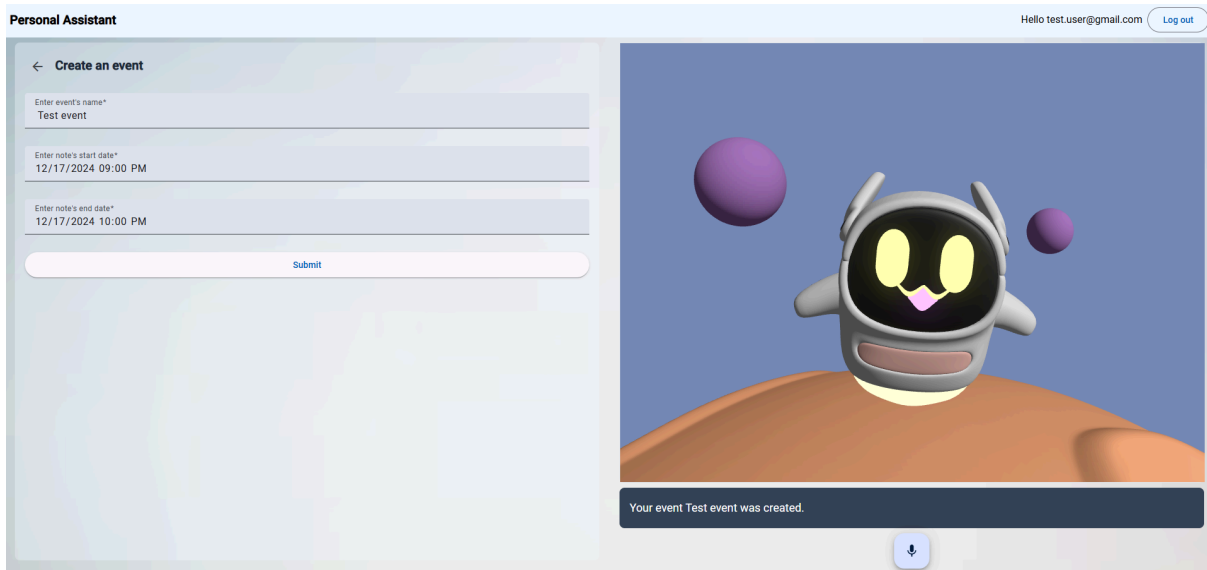 Personal Assistant
Hello test.user@gmail.com
Log out
Create an event
Enter event's name*
Test event
Enter note's start date*
12/17/2024 09:00 PM
Enter note's end date*
12/17/2024 10:00 PM
Submit
Your event Test event was created.